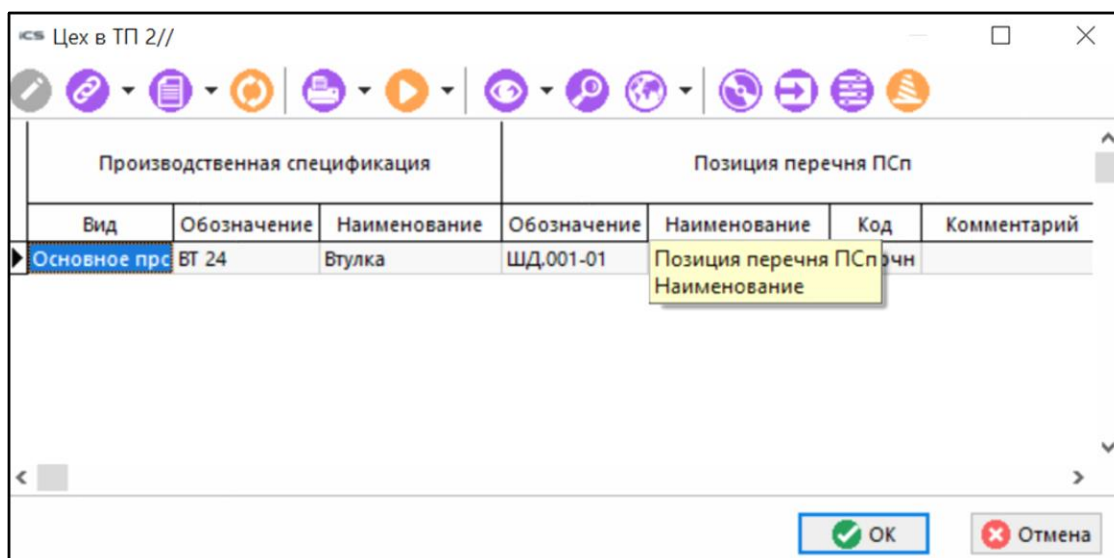 iCS Цех в ТП 2//
Производственная спецификация Позиция перечня ПСп
Вид Обозначение Наименование Обозначение Наименование Код Комментарий
Основное прс ВТ 24 Втулка ШД.001-01
Позиция перечня ПСп
Наименование
ОК Отмена